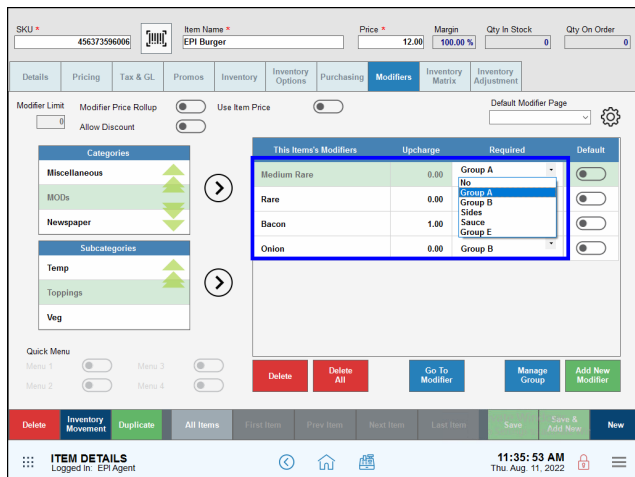 SKU * Item Name * Price * Margin Qty In Stock Qty On Order
456373596006 EPI Burger 12.00 100.00 % 0 0
Details Pricing Tax & GL Promos Inventory Inventory Options Purchasing Modifiers Inventory Matrix Inventory Adjustment
Modifier Limit Modifier Price Rollup Use Item Price Default Modifier Page
0 Allow Discount
Categories
Miscellaneous
MODs
Newspaper
Subcategories
Temp
Toppings
Veg
This Items's Modifiers Upcharge Required Default
Medium Rare 0.00 Group A
Rare 0.00
Bacon 1.00
Onion 0.00 Group B
No
Group A
Group B
Sides
Sauce
Group E
Quick Menu
Menu 1 Menu 3
Menu 2 Menu 4
Delete Delete All Go To Modifier Manage Group Add New Modifier
Delete Inventory Movement Duplicate All Items First Item Prev Item Next Item Last Item Save Save & Add New New
ITEM DETAILS
Logged In: EPI Agent
11:35: 53 AM
Thu. Aug. 11, 2022